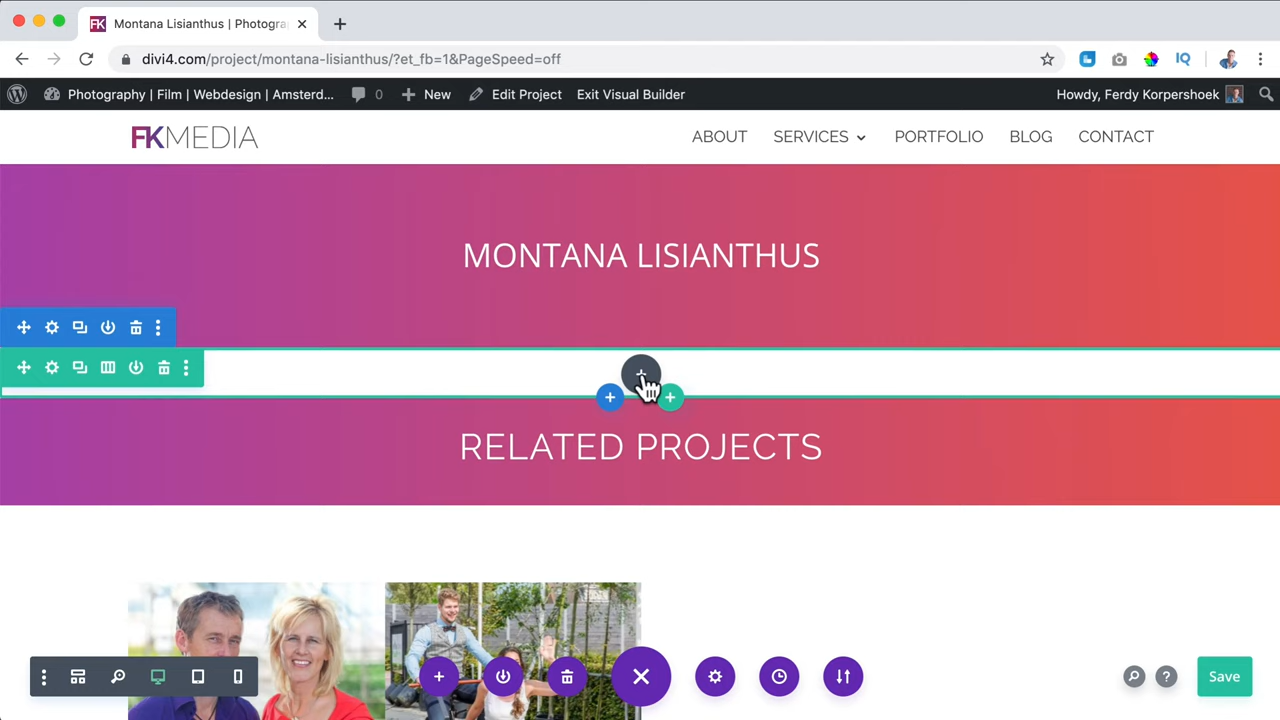 FK Montana Lisianthus | Photogra
divi4.com/project/montana-lisianthus/?et_fb=1&PageSpeed=off
IQ
Photography | Film | Webdesign | Amsterd... 0 New Edit Project Exit Visual Builder Howdy, Ferdy Korpershoek
FKMEDIA ABOUT SERVICES PORTFOLIO BLOG CONTACT
MONTANA LISIANTHUS
RELATED PROJECTS
Save